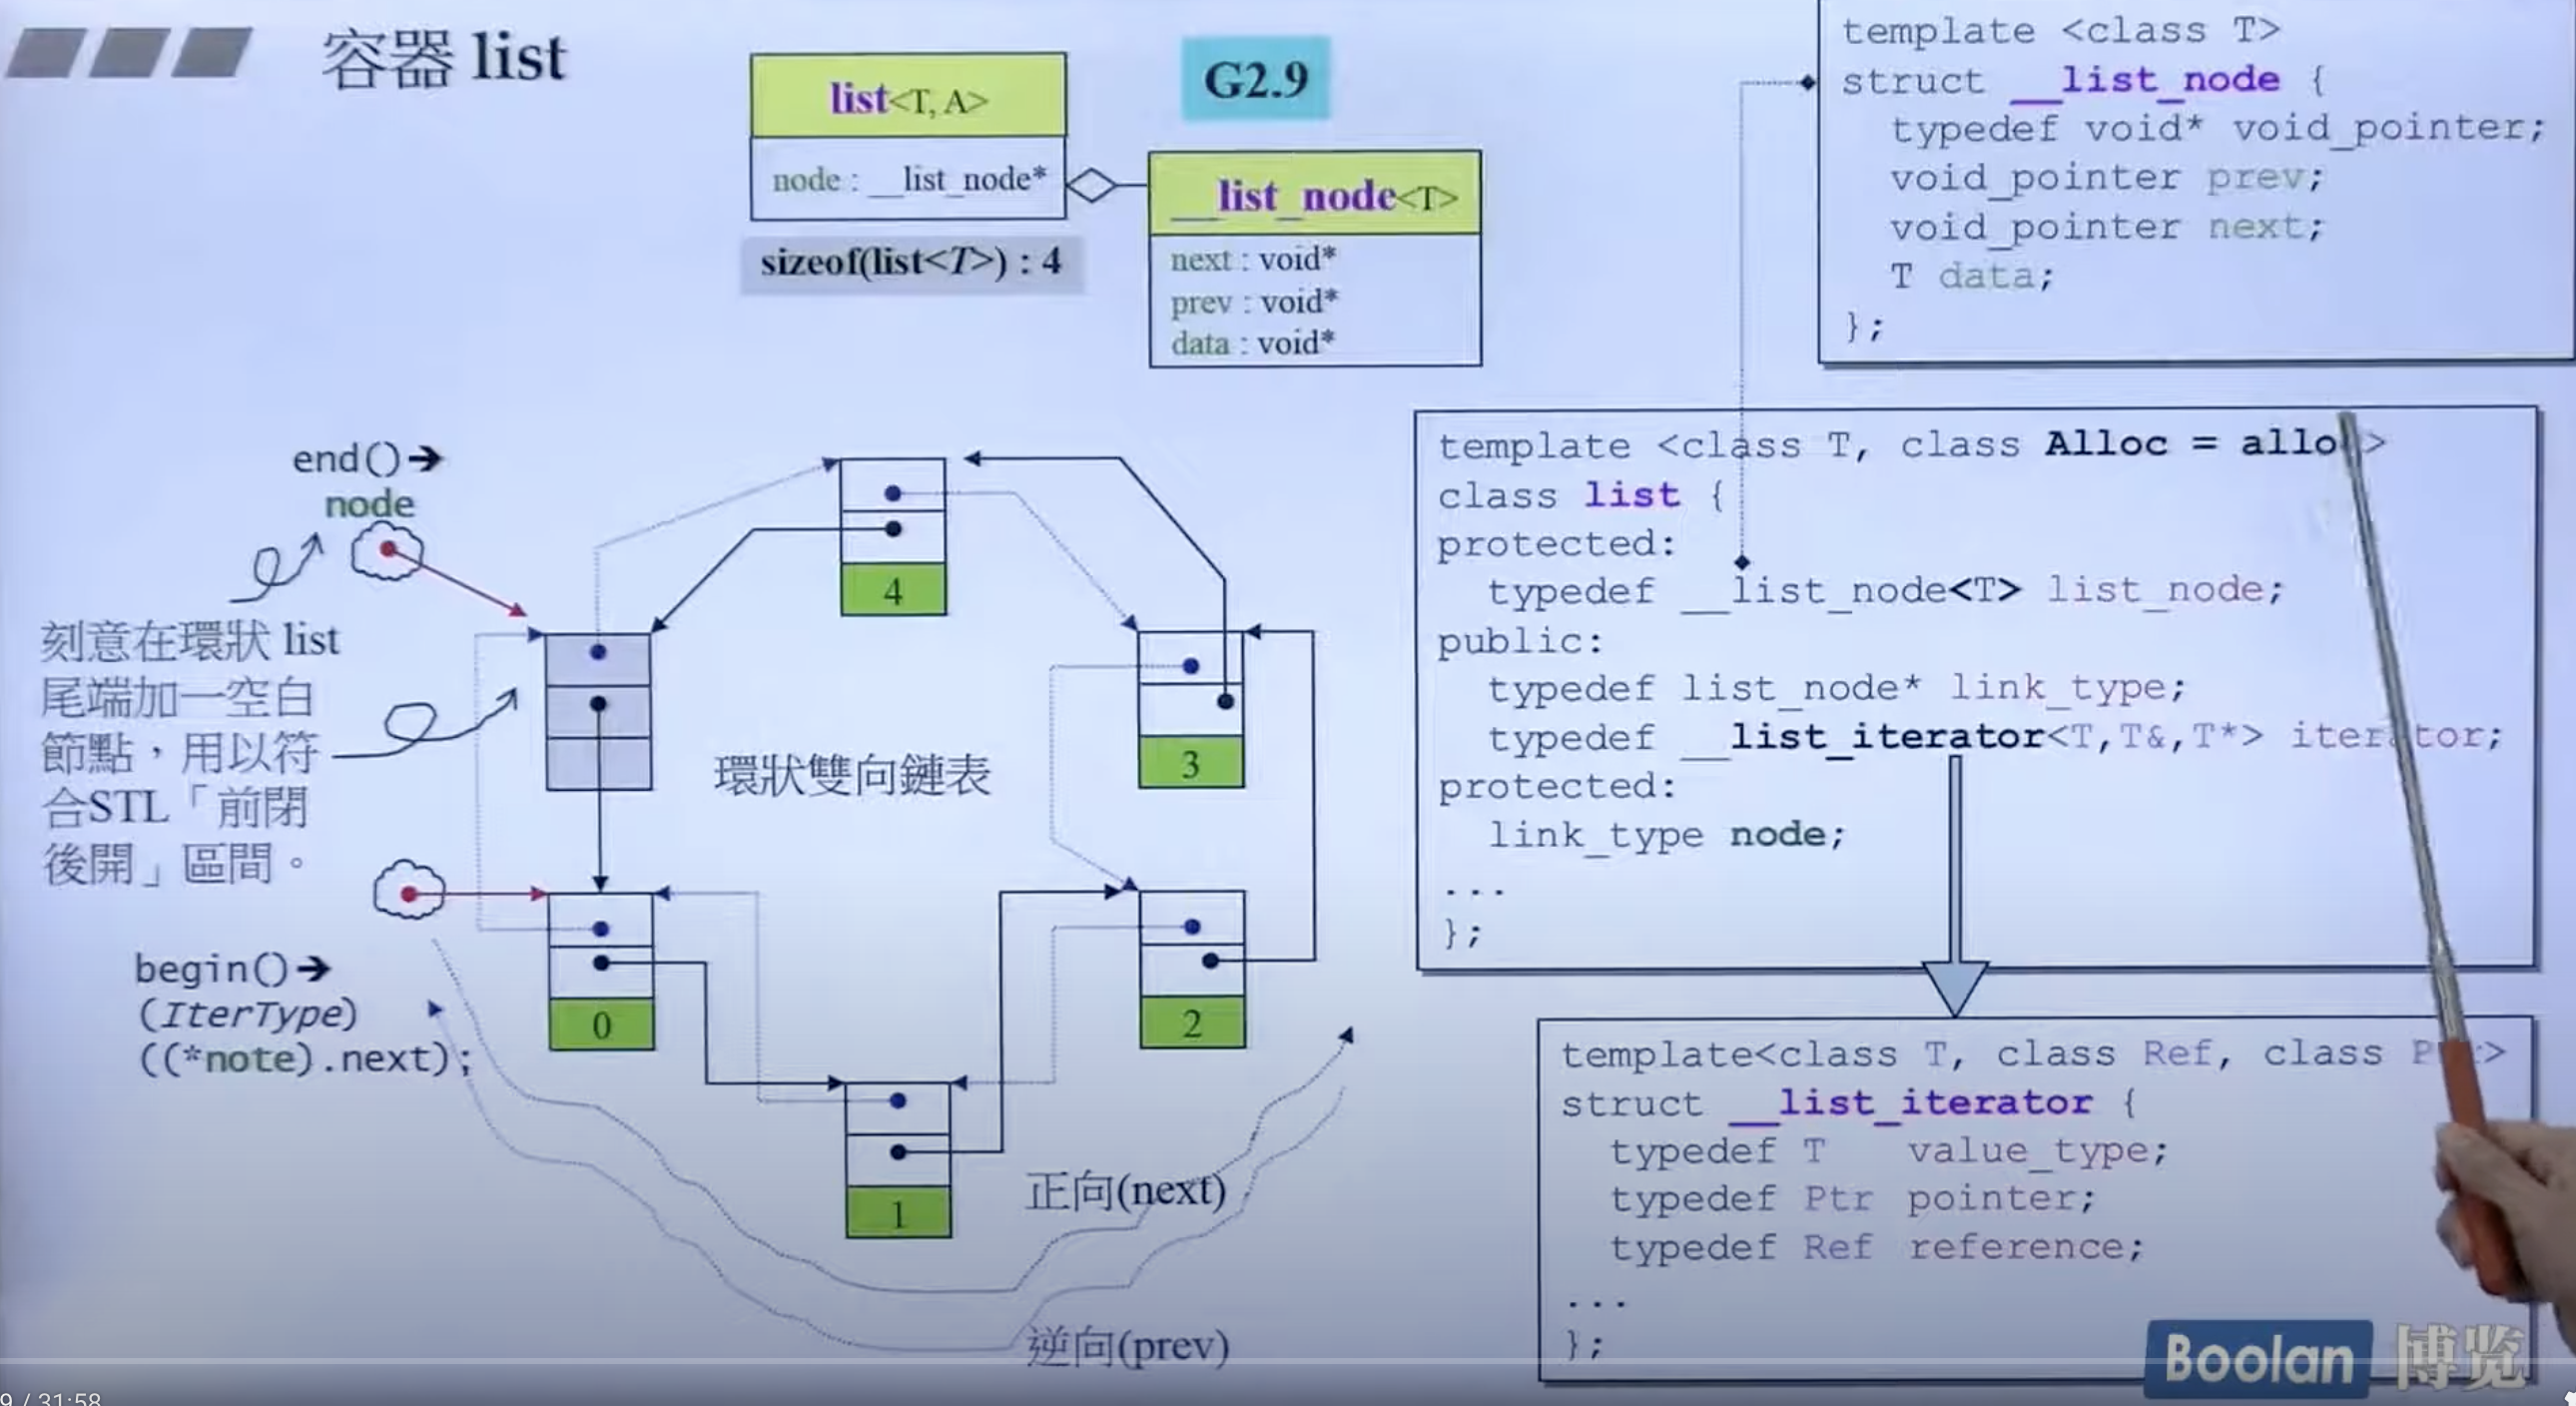 容器 list
list<T, A>
node : __list_node*
sizeof(list<T>) : 4
G2.9
__list_node<T>
next : void*
prev : void*
data : void*
template <class T>
struct __list_node {
typedef void* void_pointer;
void_pointer prev;
void_pointer next;
T data;
};
template <class T, class Alloc = allo >
class list {
protected:
typedef __list_node<T> list_node;
public:
typedef list_node* link_type;
typedef __list_iterator<T,T&,T*> iterator;
protected:
link_type node;
...
};
template<class T, class Ref, class >
struct __list_iterator {
typedef T value_type;
typedef Ptr pointer;
typedef Ref reference;
...
};
end()➔
node
刻意在環狀 list
尾端加一空白
節點，用以符
合STL「前閉
後開」區間。
begin()➔
(IterType)
((*note).next);
環狀雙向鏈表
4
3
2
1
0
正向(next)
逆向(prev)
Boolan 博览
9 / 31:58